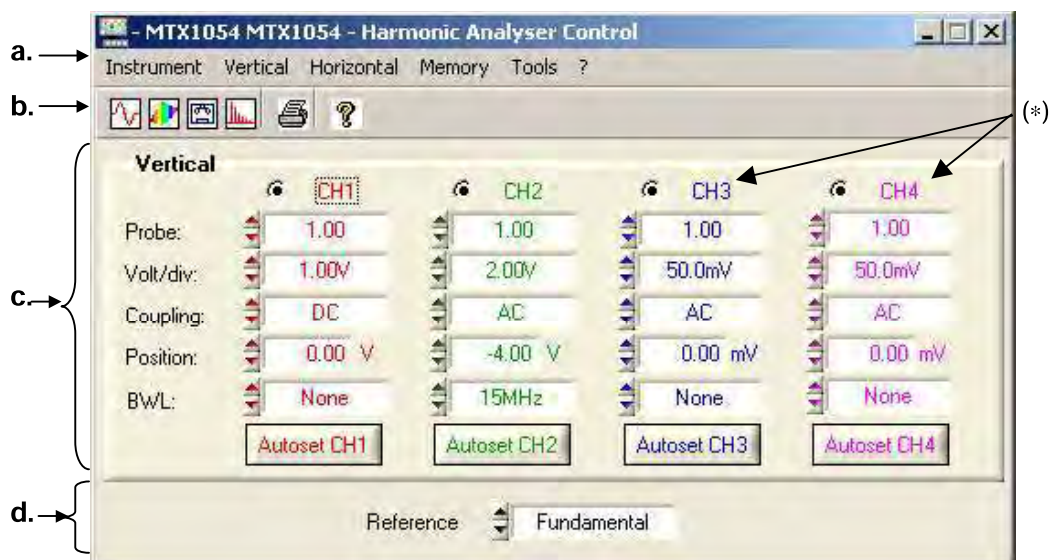 - MTX1054 MTX1054 - Harmonic Analyser Control
a.
Instrument Vertical Horizontal Memory Tools ?
b.
(*)
Vertical
CH1 CH2 CH3 CH4
Probe: 1.00 1.00 1.00 1.00
Volt/div: 1.00V 2.00V 50.0mV 50.0mV
c.
Coupling: DC AC AC AC
Position: 0.00 V -4.00 V 0.00 mV 0.00 mV
BWL: None 15MHz None None
Autoset CH1 Autoset CH2 Autoset CH3 Autoset CH4
d.
Reference Fundamental